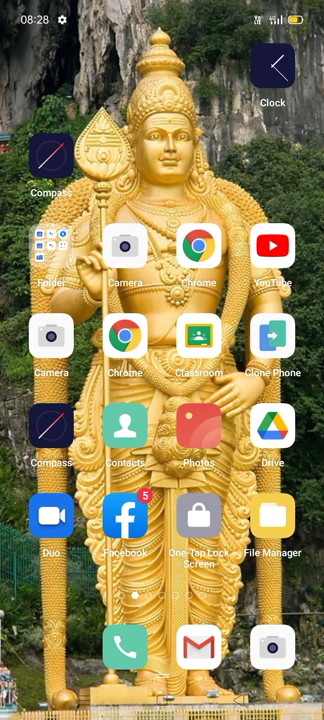 08:28
Clock
Compass
Folder
Camera
Chrome
YouTube
Camera
Chrome
Classroom
Clone Phone
Compass
Contacts
Photos
Drive
5
Duo
Facebook
One-Tap Lock
Screen
File Manager